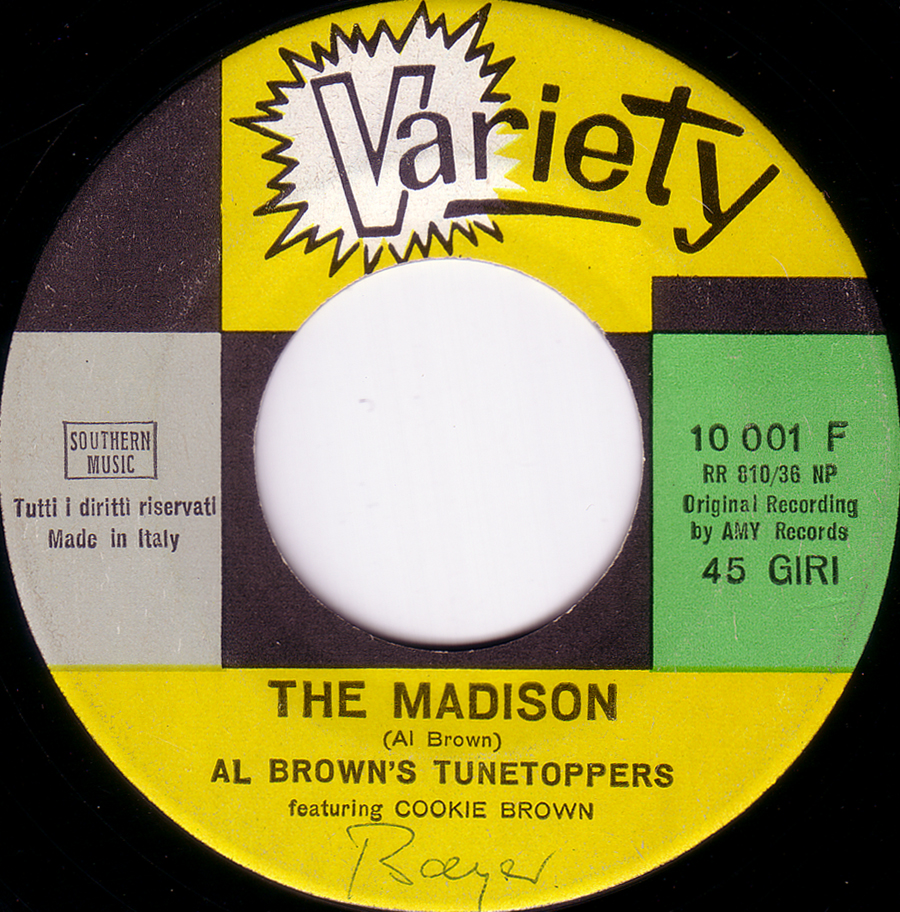 Variety
SOUTHERN
MUSIC
Tutti i diritti riservati
Made in Italy
10 001 F
RR 810/36 NP
Original Recording
by AMY Records
45 GIRI
THE MADISON
(Al Brown)
AL BROWN'S TUNETOPPERS
featuring COOKIE BROWN